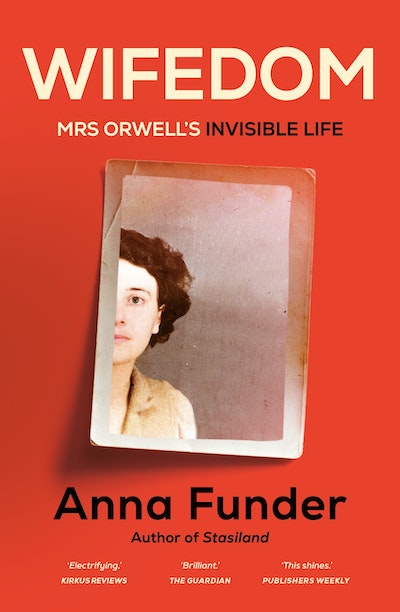 WIFEDOM
MRS ORWELL'S INVISIBLE LIFE
Anna Funder
Author of Stasiland
'Electrifying.' 'Brilliant.' 'This shines.'
KIRKUS REVIEWS THE GUARDIAN PUBLISHERS WEEKLY